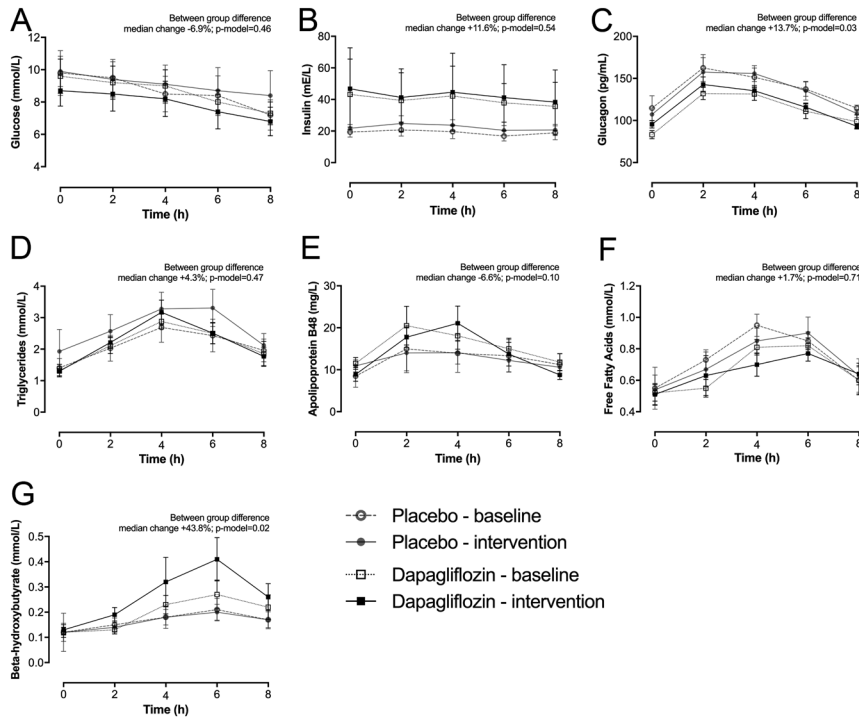 A
Between group difference
median change -6.9%; p-model=0.46
Glucose (mmol/L)
12
10
8
6
4
0 2 4 6 8
Time (h)
B
Between group difference
median change +11.6%; p-model=0.54
Insulin (mE/L)
80
60
40
20
0
0 2 4 6 8
Time (h)
C
Between group difference
median change +13.7%; p-model=0.03
Glucagon (pg/mL)
200
150
100
50
0 2 4 6 8
Time (h)
D
Between group difference
median change +4.3%; p-model=0.47
Triglycerides (mmol/L)
4
3
2
1
0
0 2 4 6 8
Time (h)
E
Between group difference
median change -6.6%; p-model=0.10
Apolipoprotein B48 (mg/L)
30
20
10
0
0 2 4 6 8
Time (h)
F
Between group difference
median change +1.7%; p-model=0.71
Free Fatty Acids (mmol/L)
1.2
1.0
0.8
0.6
0.4
0 2 4 6 8
Time (h)
G
Between group difference
median change +43.8%; p-model=0.02
Beta-hydroxybutyrate (mmol/L)
0.5
0.4
0.3
0.2
0.1
0.0
0 2 4 6 8
Time (h)
Placebo - baseline
Placebo - intervention
Dapagliflozin - baseline
Dapagliflozin - intervention